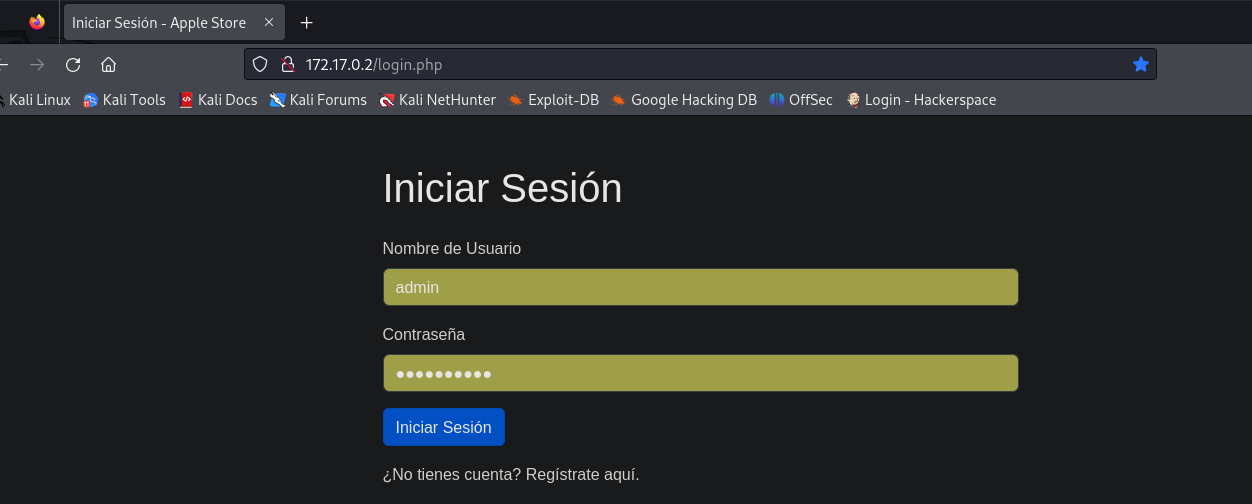 Iniciar Sesión - Apple Store
172.17.0.2/login.php
Kali Linux Kali Tools Kali Docs Kali Forums Kali NetHunter Exploit-DB Google Hacking DB OffSec Login - Hackerspace
Iniciar Sesión
Nombre de Usuario
admin
Contraseña
••••••••••
Iniciar Sesión
¿No tienes cuenta? Regístrate aquí.